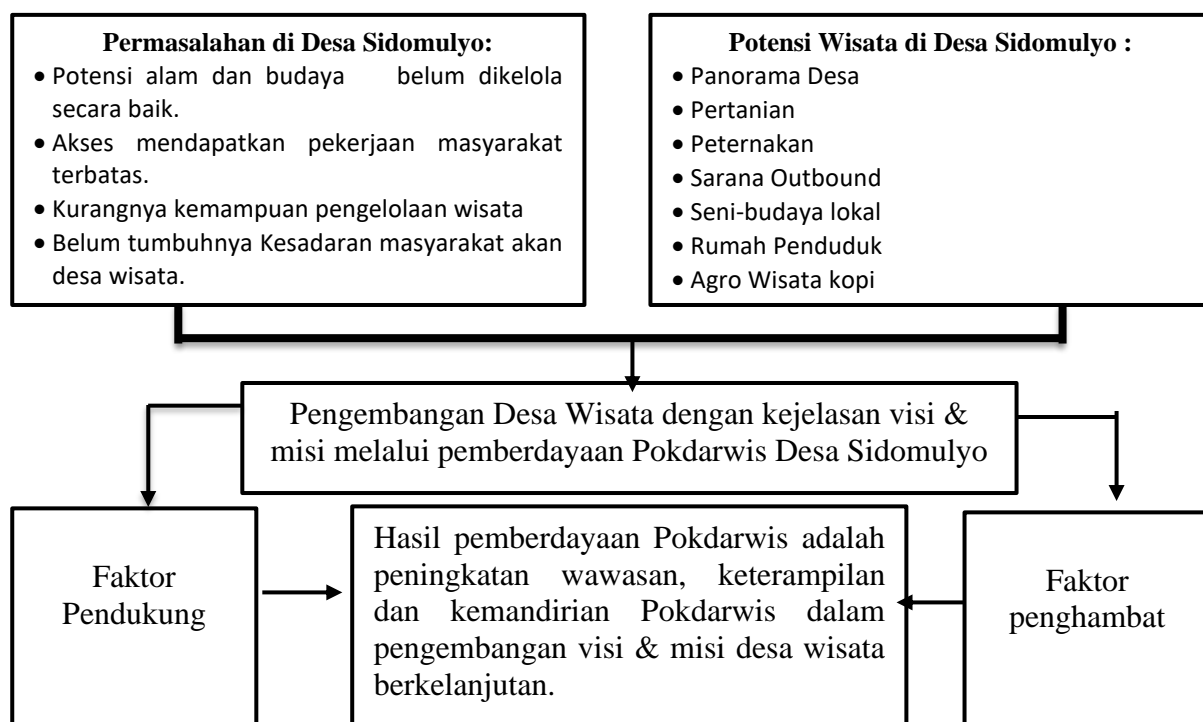 Permasalahan di Desa Sidomulyo:
• Potensi alam dan budaya belum dikelola
secara baik.
• Akses mendapatkan pekerjaan masyarakat
terbatas.
• Kurangnya kemampuan pengelolaan wisata
• Belum tumbuhnya Kesadaran masyarakat akan
desa wisata.
Potensi Wisata di Desa Sidomulyo :
• Panorama Desa
• Pertanian
• Peternakan
• Sarana Outbound
• Seni-budaya lokal
• Rumah Penduduk
• Agro Wisata kopi
Pengembangan Desa Wisata dengan kejelasan visi &
misi melalui pemberdayaan Pokdarwis Desa Sidomulyo
Faktor
Pendukung
Hasil pemberdayaan Pokdarwis adalah
peningkatan wawasan, keterampilan
dan kemandirian Pokdarwis dalam
pengembangan visi & misi desa wisata
berkelanjutan.
Faktor
penghambat